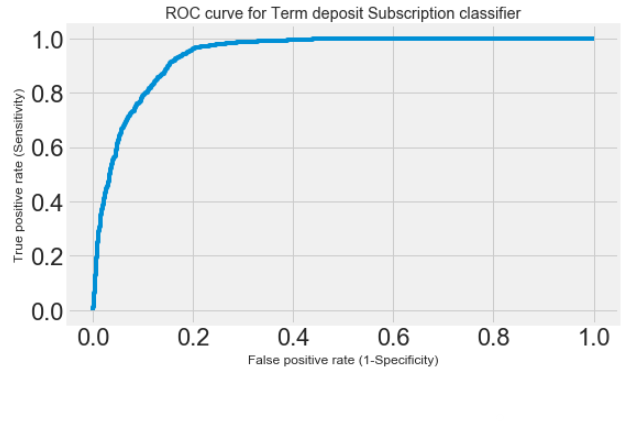 ROC curve for Term deposit Subscription classifier
1.0
0.8
0.6
0.4
0.2
0.0
True positive rate (Sensitivity)
0.0 0.2 0.4 0.6 0.8 1.0
False positive rate (1-Specificity)